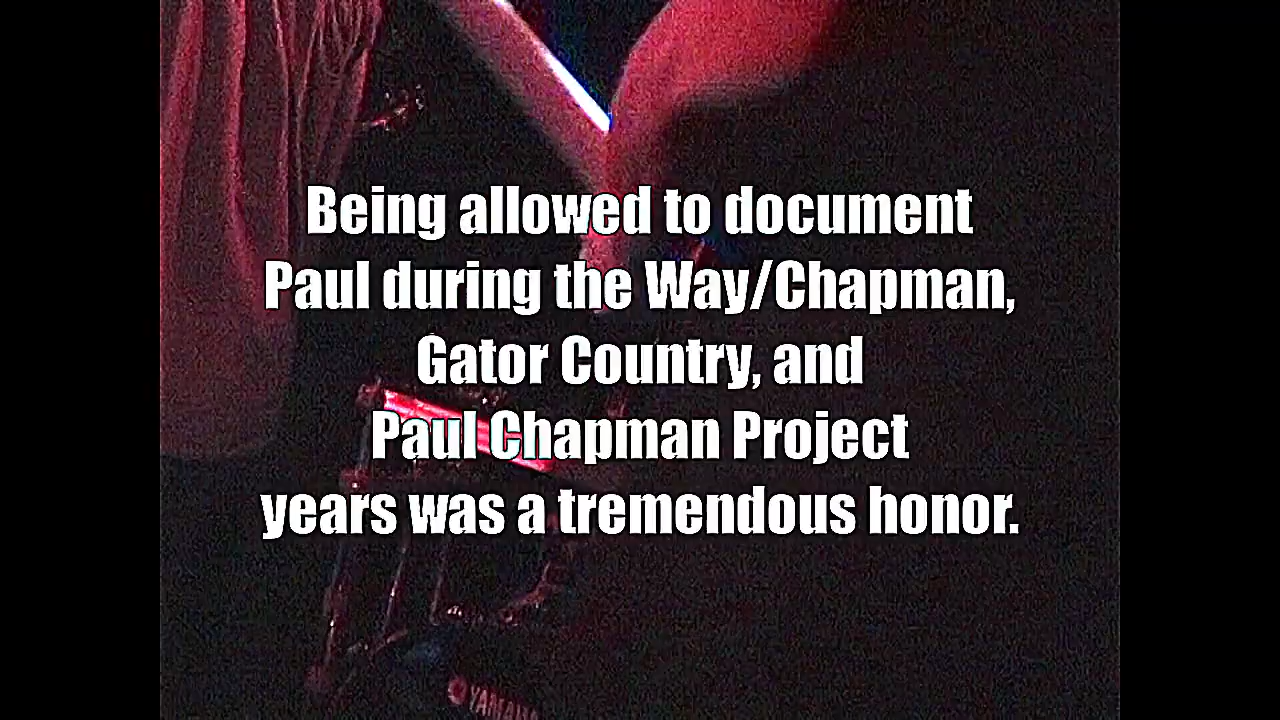 Being allowed to document
Paul during the Way/Chapman,
Gator Country, and
Paul Chapman Project
years was a tremendous honor.
YAMAHA